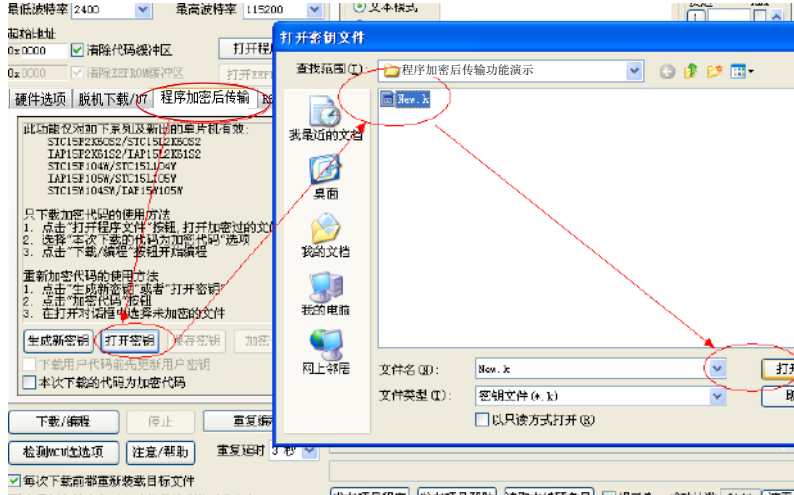 最低波特率 2400 最高波特率 115200 文本模式
起始地址
0x0000 清除代码缓冲区
0x0000 清除EEPROM缓冲区
硬件选项 脱机下载/U7 程序加密后传输
此功能仅对如下系列及新出的单片机有效:
STC15F2K60S2/STC15L2K60S2
IAP15F2K61S2/IAP15L2K61S2
STC15F104W/STC15L104W
IAP15F105W/STC15L105W
STC15W104SW/IAP15W105W
只下载加密代码的使用方法
1. 点击"打开程序文件"按钮,打开加密过的文
2. 选择"本次下载的代码为加密代码"选项
3. 点击"下载/编程"按钮开始编程
重新加密代码的使用方法
1. 点击"生成新密钥"或者"打开密钥"
2. 点击"加密代码"按钮
3. 在打开对话框中选择未加密的文件
生成新密钥 打开密钥 保存密钥
下载用户代码前先更新用户密钥
本次下载的代码为加密代码
下载/编程 停止
检测MCU选项 注意/帮助 重复延时 3 秒
每次下载前都重新装载目标文件
打开密钥文件
查找范围(I): 程序加密后传输功能演示
New.k
我最近的文档
桌面
我的文档
我的电脑
网上邻居
文件名(N): New.k
文件类型(T): 密钥文件(*.k)
以只读方式打开(R)